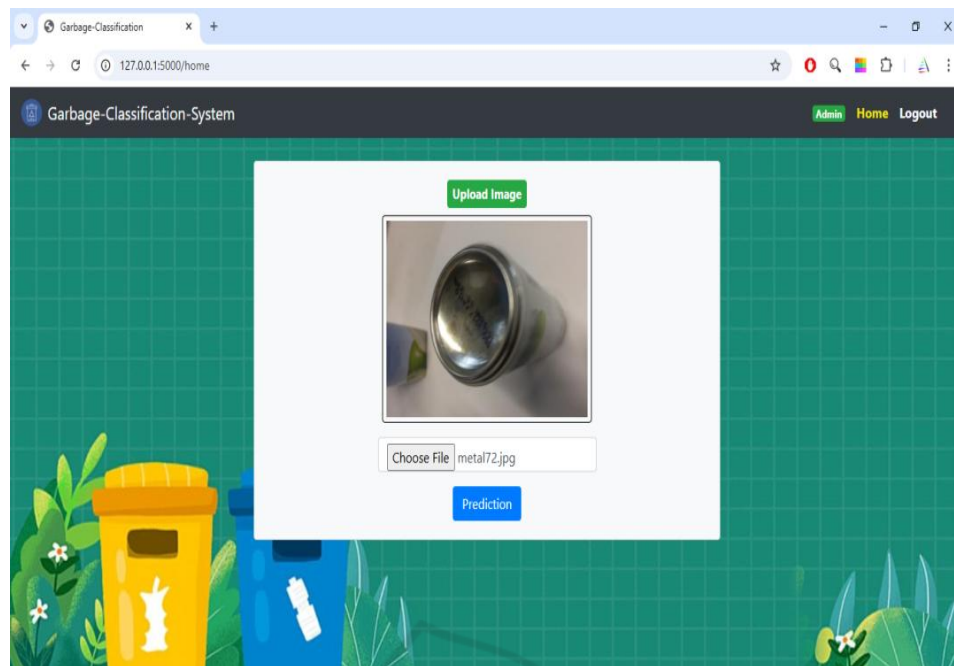 Garbage-Classification
127.0.0.1:5000/home
Garbage-Classification-System
Admin Home Logout
Upload Image
Choose File metal72.jpg
Prediction